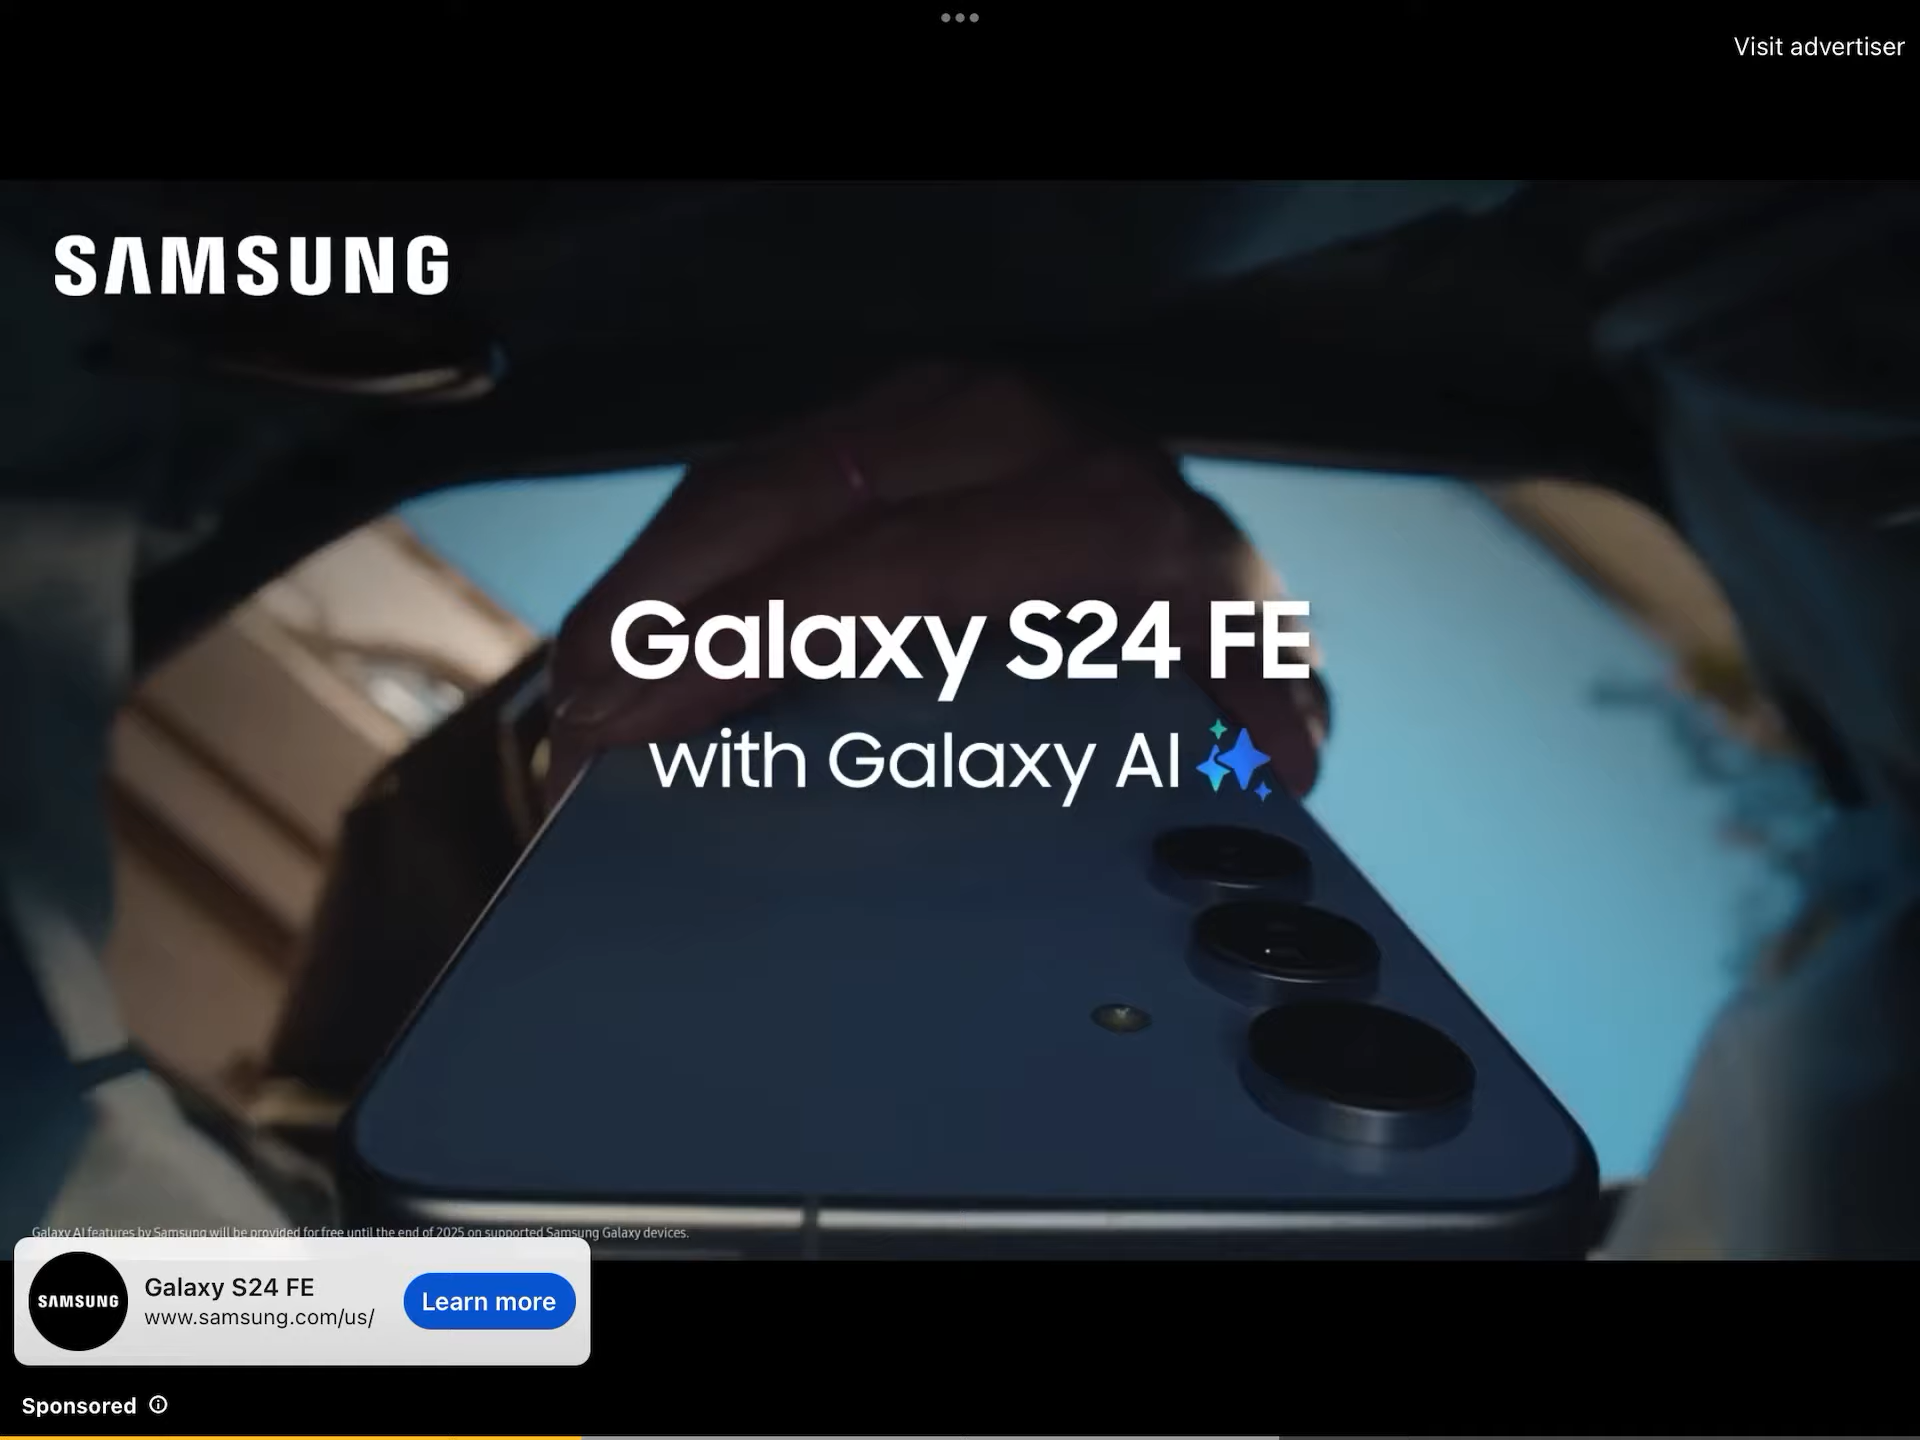 Visit advertiser
SAMSUNG
Galaxy S24 FE
with Galaxy AI
Galaxy AI features by Samsung will be provided for free until the end of 2025 on supported Samsung Galaxy devices.
SAMSUNG
Galaxy S24 FE
www.samsung.com/us/
Learn more
Sponsored